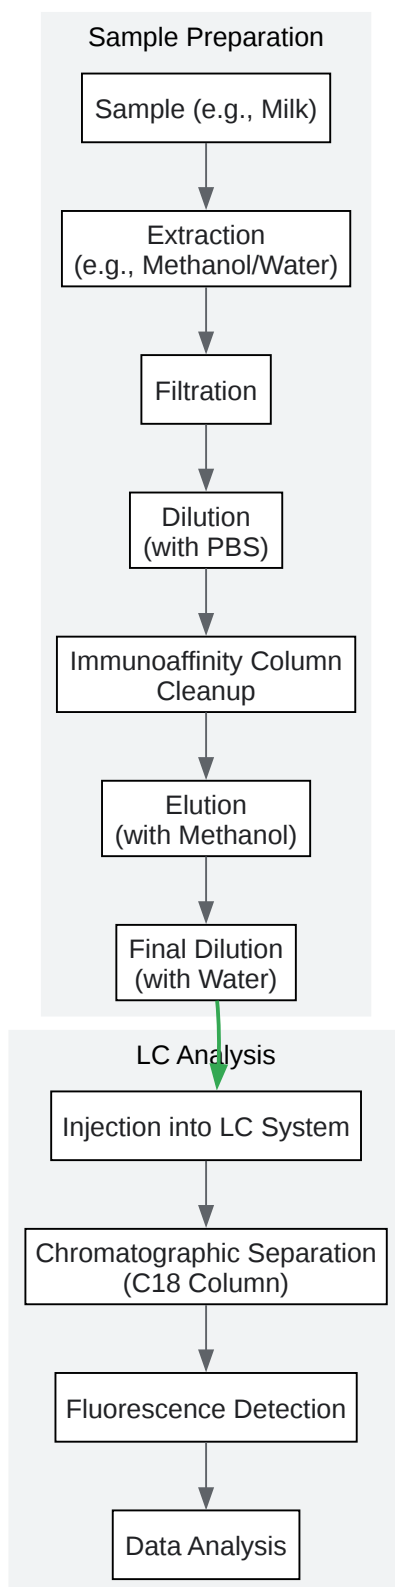 Sample Preparation
Sample (e.g., Milk)
Extraction
(e.g., Methanol/Water)
Filtration
Dilution
(with PBS)
Immunoaffinity Column
Cleanup
Elution
(with Methanol)
Final Dilution
(with Water)
LC Analysis
Injection into LC System
Chromatographic Separation
(C18 Column)
Fluorescence Detection
Data Analysis